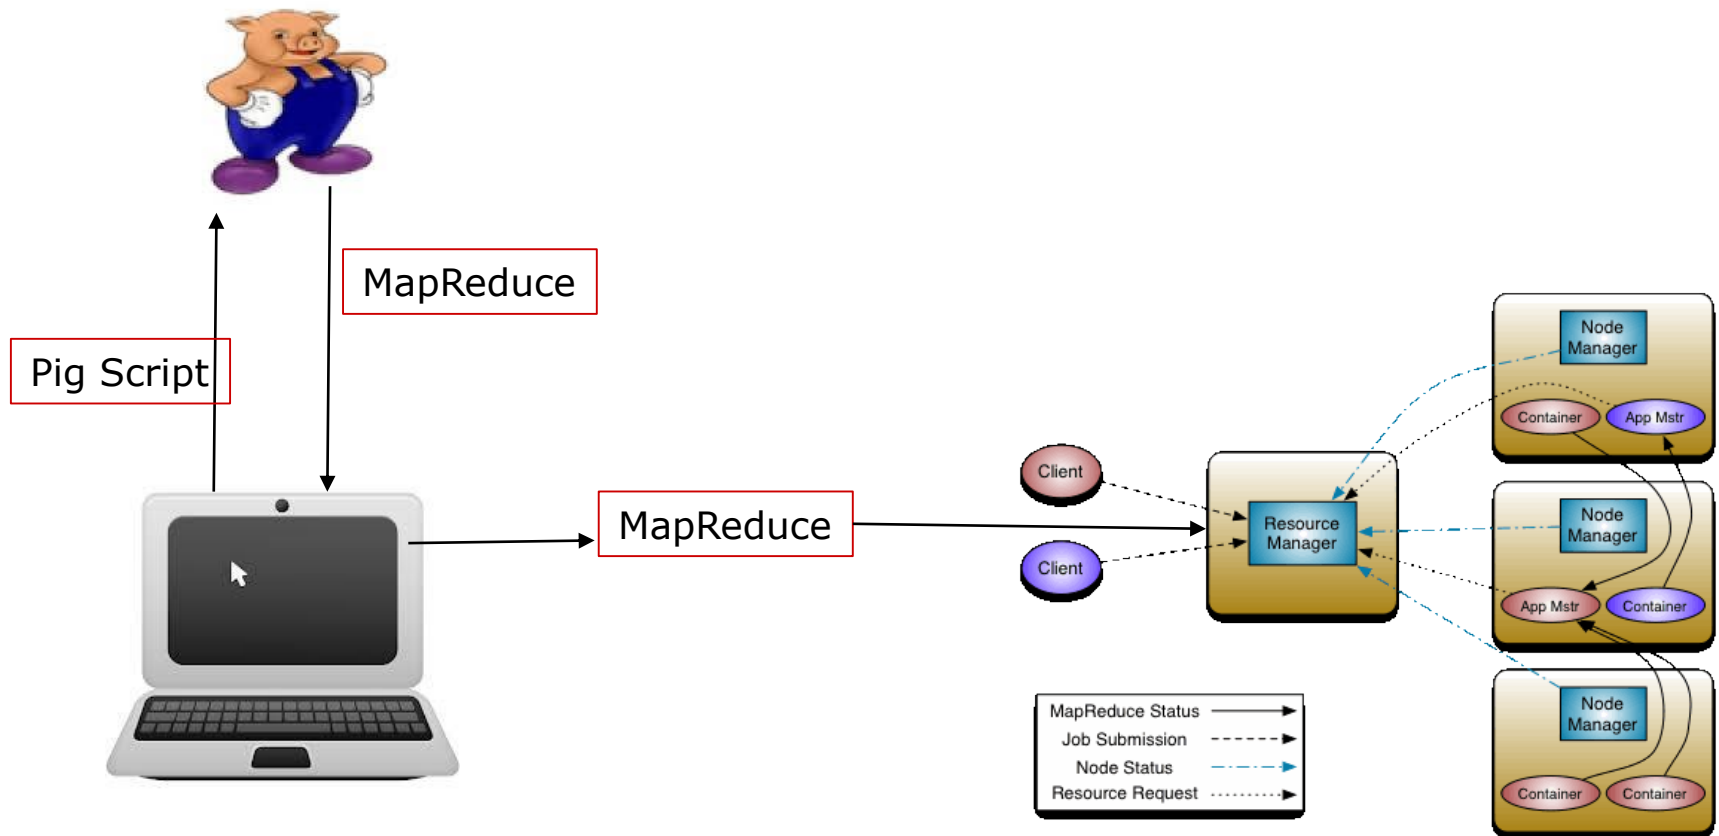 MapReduce
Pig Script
MapReduce
Client
Client
Resource
Manager
Node
Manager
Container
App Mstr
Node
Manager
App Mstr
Container
Node
Manager
Container
Container
MapReduce Status
Job Submission
Node Status
Resource Request